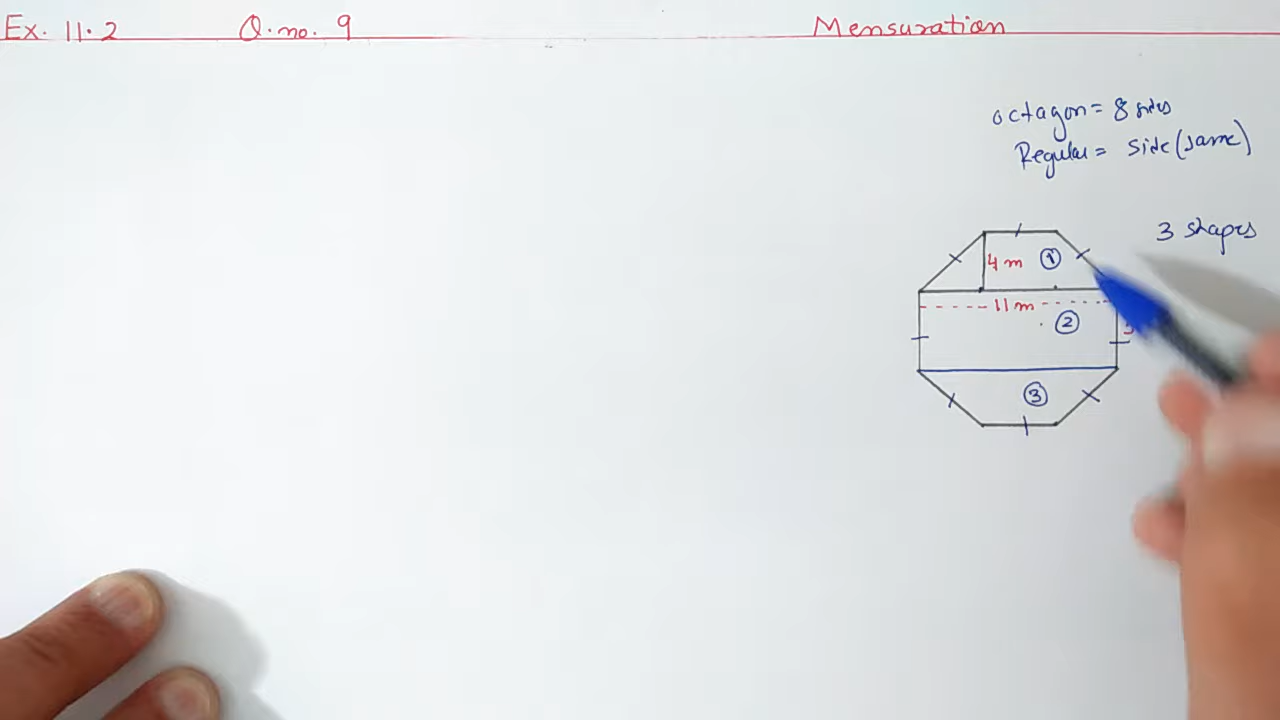 Ex. 11.2 Q.no. 9 Mensuration
octagon = 8 sides
Regular = side (same)
3 shapes
4 m ①
11 m
②
③